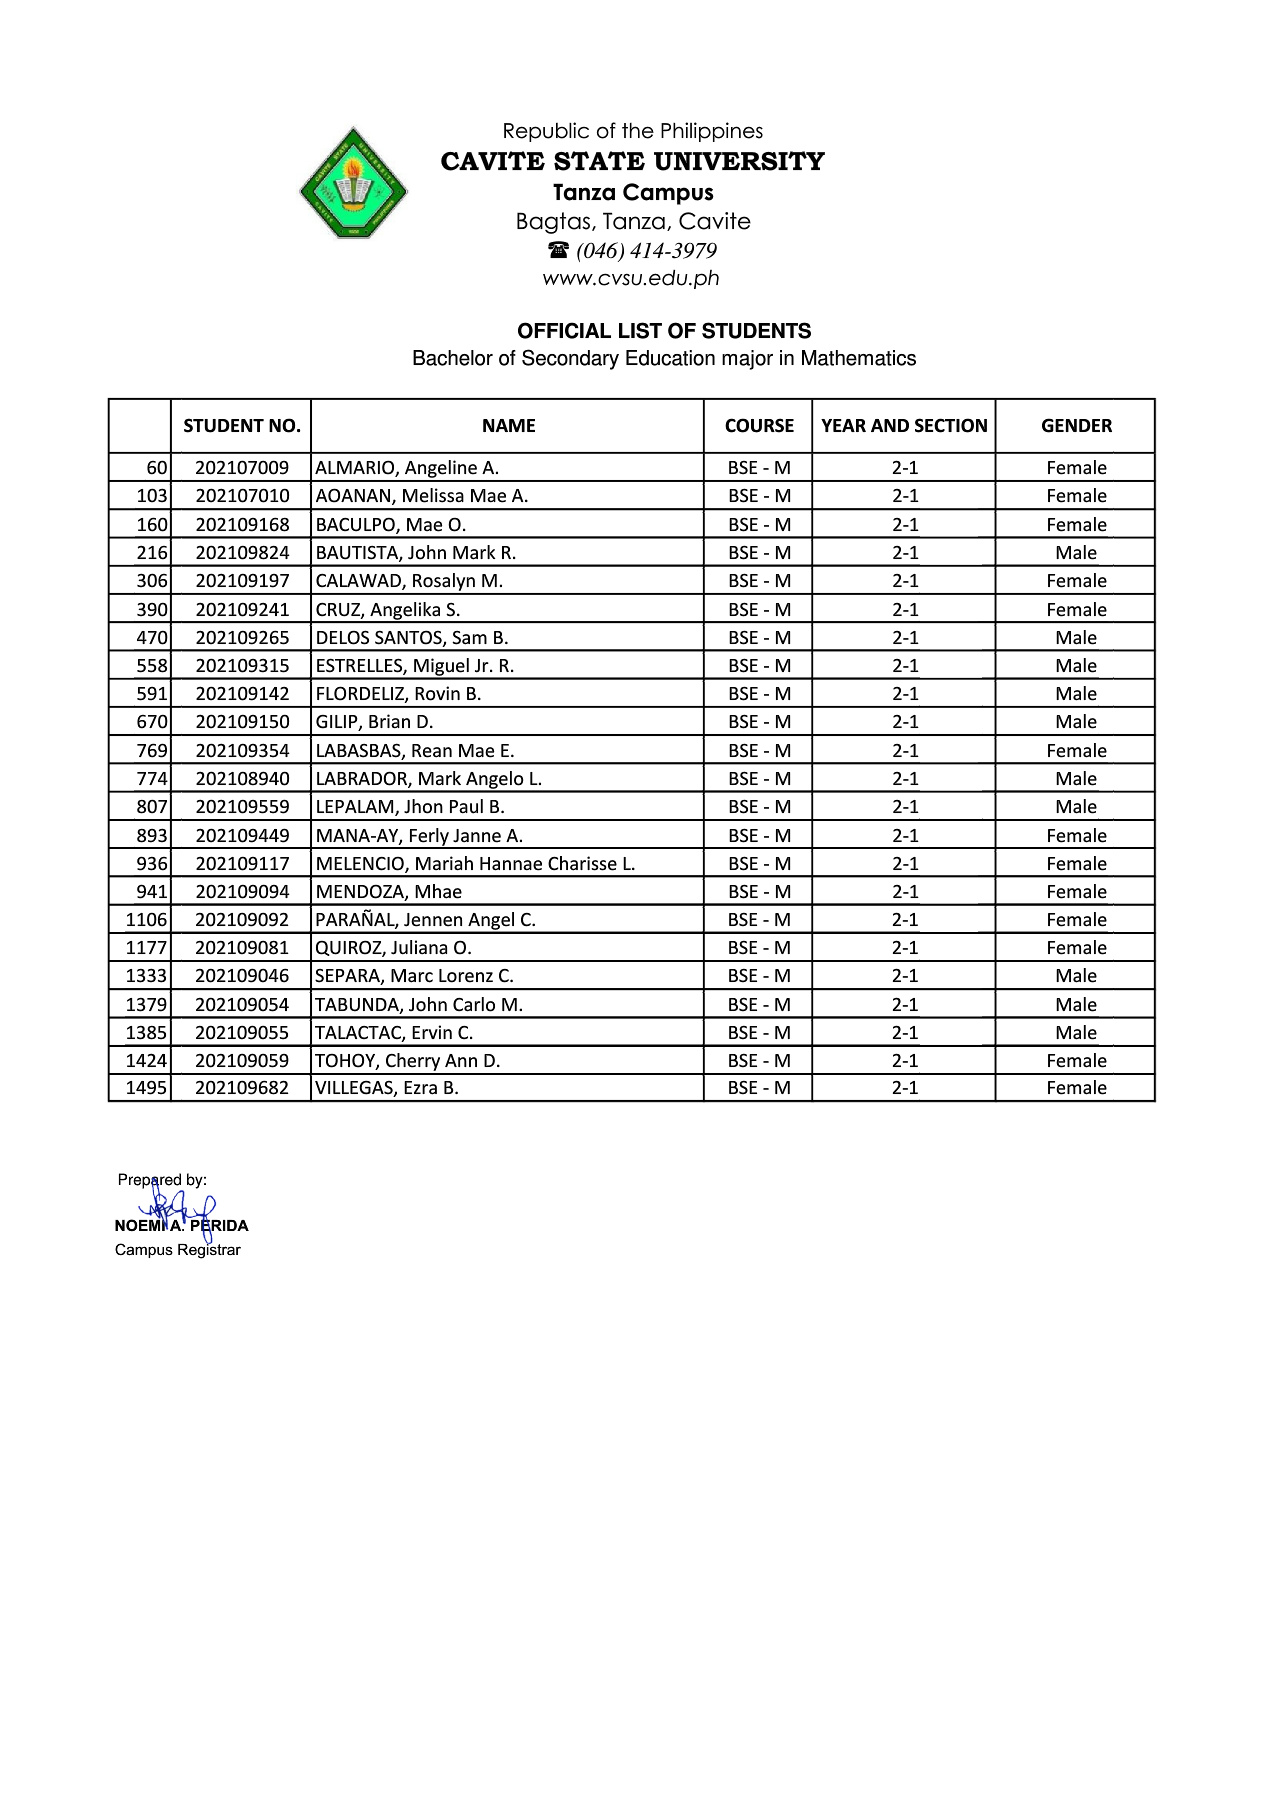 Republic of the Philippines
CAVITE STATE UNIVERSITY
Tanza Campus
Bagtas, Tanza, Cavite
☎ (046) 414-3979
www.cvsu.edu.ph
OFFICIAL LIST OF STUDENTS
Bachelor of Secondary Education major in Mathematics
STUDENT NO. NAME COURSE YEAR AND SECTION GENDER
60 202107009 ALMARIO, Angeline A. BSE - M 2-1 Female
103 202107010 AOANAN, Melissa Mae A. BSE - M 2-1 Female
160 202109168 BACULPO, Mae O. BSE - M 2-1 Female
216 202109824 BAUTISTA, John Mark R. BSE - M 2-1 Male
306 202109197 CALAWAD, Rosalyn M. BSE - M 2-1 Female
390 202109241 CRUZ, Angelika S. BSE - M 2-1 Female
470 202109265 DELOS SANTOS, Sam B. BSE - M 2-1 Male
558 202109315 ESTRELLES, Miguel Jr. R. BSE - M 2-1 Male
591 202109142 FLORDELIZ, Rovin B. BSE - M 2-1 Male
670 202109150 GILIP, Brian D. BSE - M 2-1 Male
769 202109354 LABASBAS, Rean Mae E. BSE - M 2-1 Female
774 202108940 LABRADOR, Mark Angelo L. BSE - M 2-1 Male
807 202109559 LEPALAM, Jhon Paul B. BSE - M 2-1 Male
893 202109449 MANA-AY, Ferly Janne A. BSE - M 2-1 Female
936 202109117 MELENCIO, Mariah Hannae Charisse L. BSE - M 2-1 Female
941 202109094 MENDOZA, Mhae BSE - M 2-1 Female
1106 202109092 PARAÑAL, Jennen Angel C. BSE - M 2-1 Female
1177 202109081 QUIROZ, Juliana O. BSE - M 2-1 Female
1333 202109046 SEPARA, Marc Lorenz C. BSE - M 2-1 Male
1379 202109054 TABUNDA, John Carlo M. BSE - M 2-1 Male
1385 202109055 TALACTAC, Ervin C. BSE - M 2-1 Male
1424 202109059 TOHOY, Cherry Ann D. BSE - M 2-1 Female
1495 202109682 VILLEGAS, Ezra B. BSE - M 2-1 Female
Prepared by:
NOEMI A. PERIDA
Campus Registrar